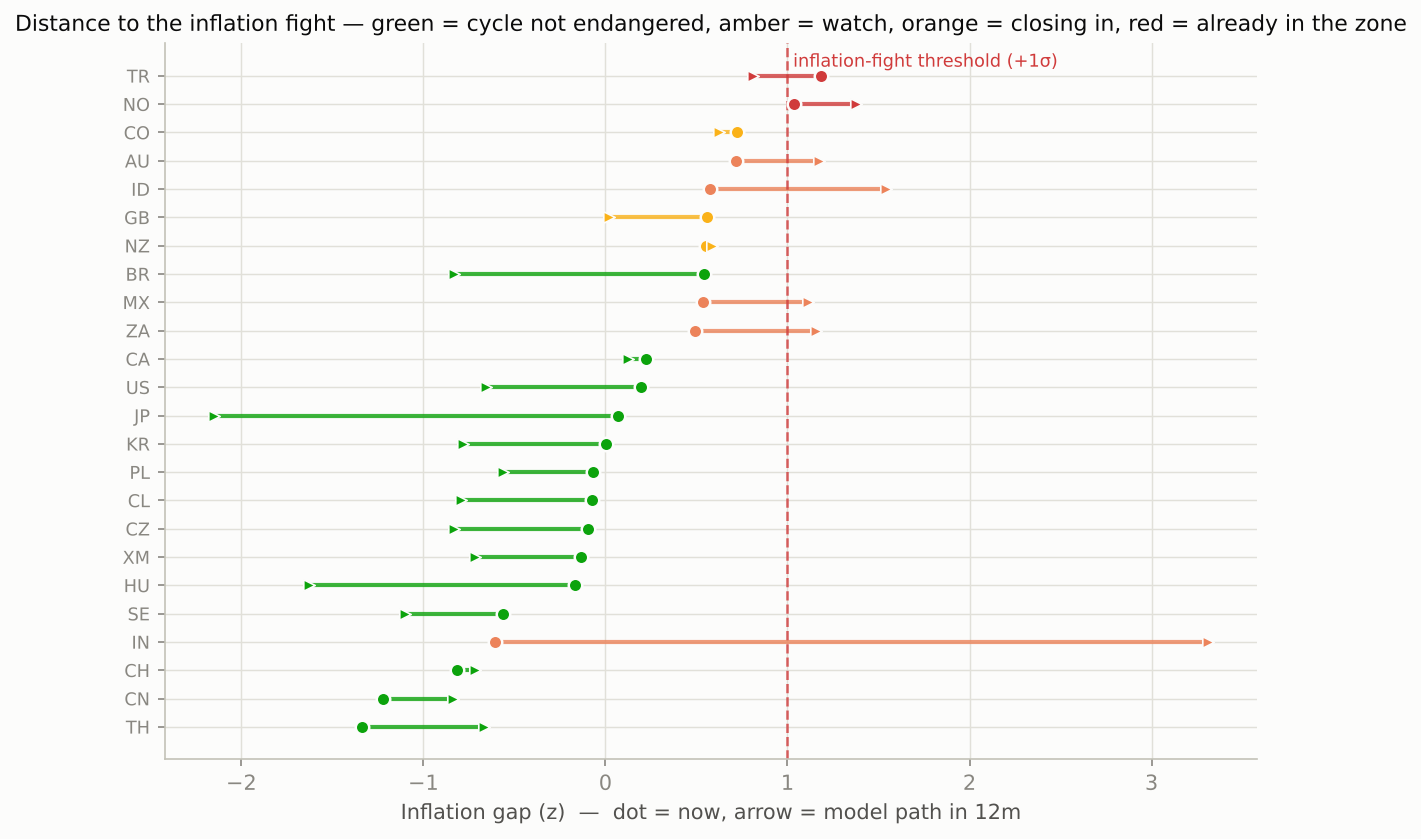 Distance to the inflation fight — green = cycle not endangered, amber = watch, orange = closing in, red = already in the zone
inflation-fight threshold (+1σ)
TR
NO
CO
AU
ID
GB
NZ
BR
MX
ZA
CA
US
JP
KR
PL
CL
CZ
XM
HU
SE
IN
CH
CN
TH
−2 −1 0 1 2 3
Inflation gap (z) — dot = now, arrow = model path in 12m